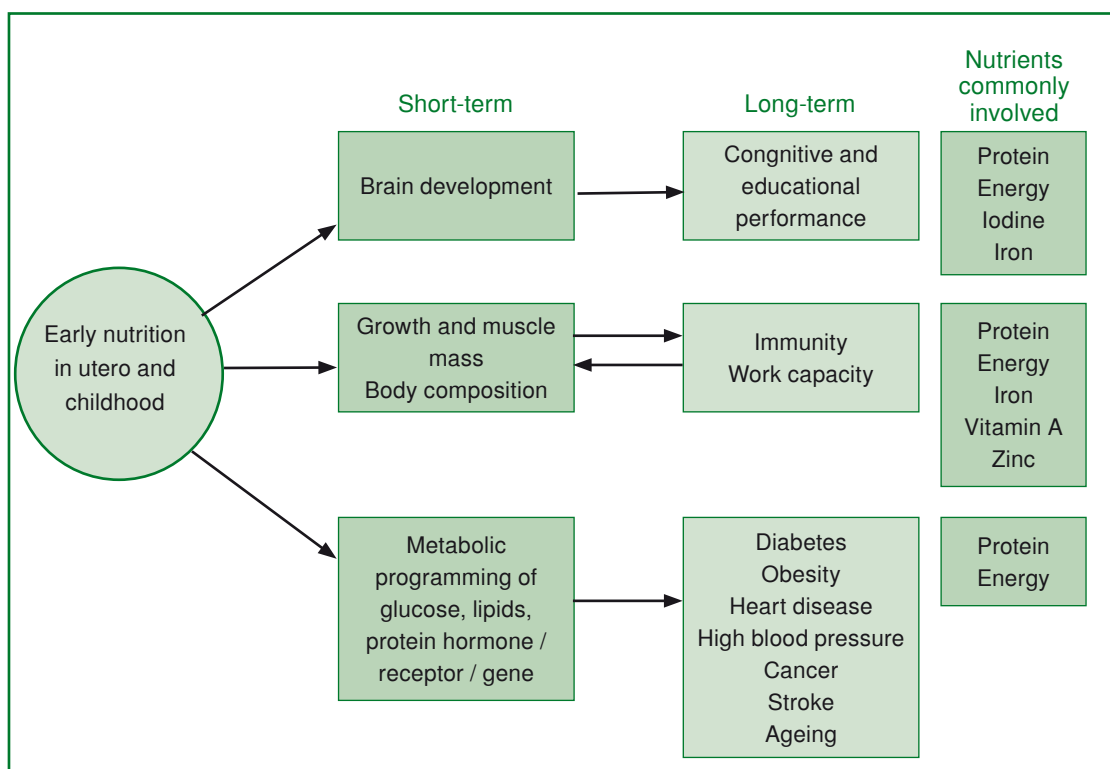 Nutrients
commonly
involved
Short-term
Long-term
Early nutrition
in utero and
childhood
Brain development
Congnitive and
educational
performance
Protein
Energy
Iodine
Iron
Growth and muscle
mass
Body composition
Immunity
Work capacity
Protein
Energy
Iron
Vitamin A
Zinc
Metabolic
programming of
glucose, lipids,
protein hormone /
receptor / gene
Diabetes
Obesity
Heart disease
High blood pressure
Cancer
Stroke
Ageing
Protein
Energy